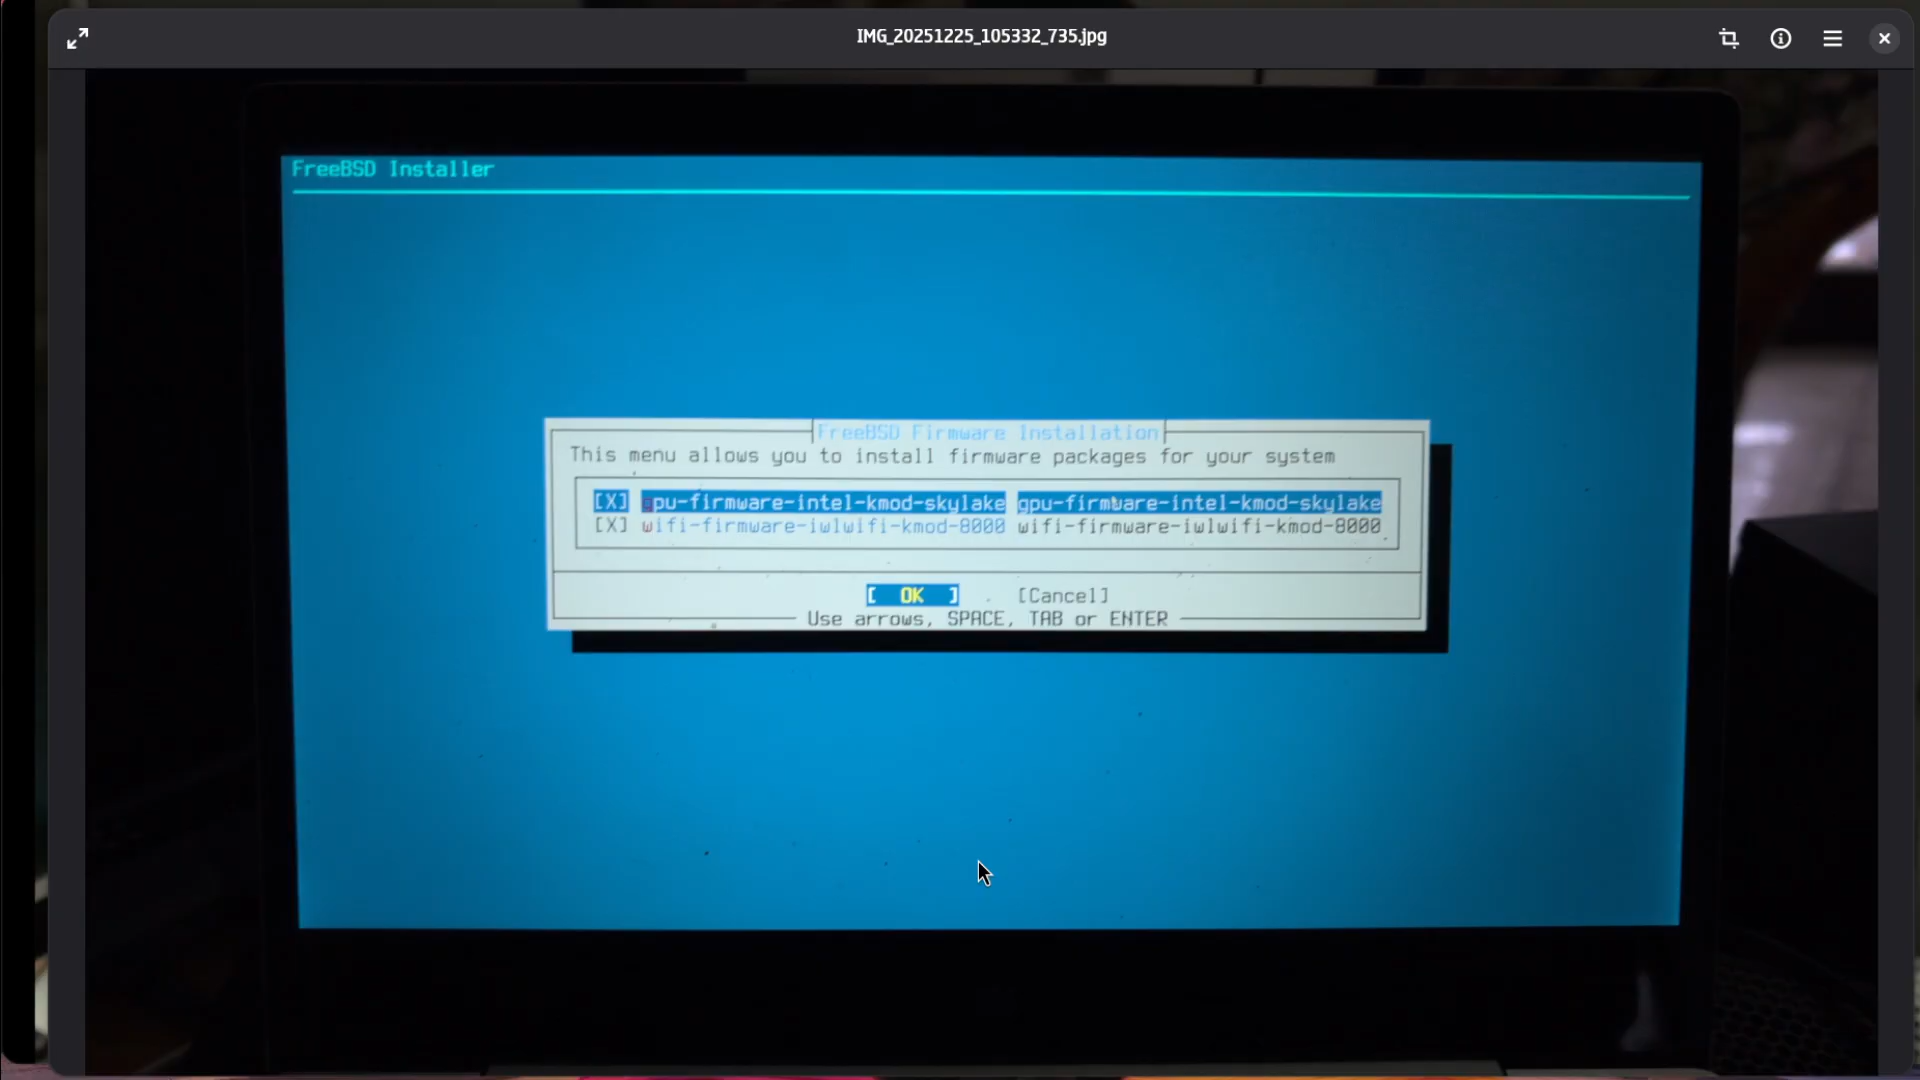 IMG_20251225_105332_735.jpg
FreeBSD Installer
FreeBSD Firmware Installation
This menu allows you to install firmware packages for your system
[X] gpu-firmware-intel-kmod-skylake gpu-firmware-intel-kmod-skylake
[X] wifi-firmware-iwlwifi-kmod-8000 wifi-firmware-iwlwifi-kmod-8000
[ OK ] [Cancel]
Use arrows, SPACE, TAB or ENTER